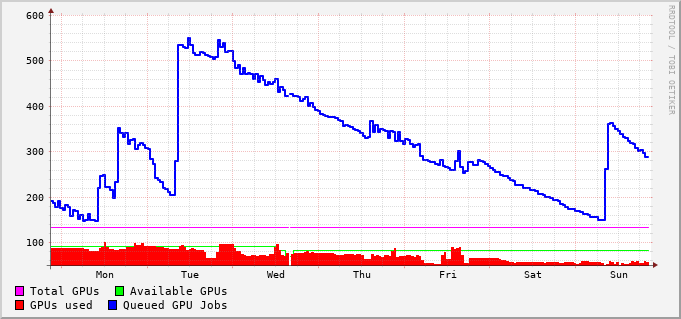 600
500
400
300
200
100
Mon Tue Wed Thu Fri Sat Sun
Total GPUs Available GPUs
GPUs used Queued GPU Jobs
RRDTOOL / TOBI OETIKER